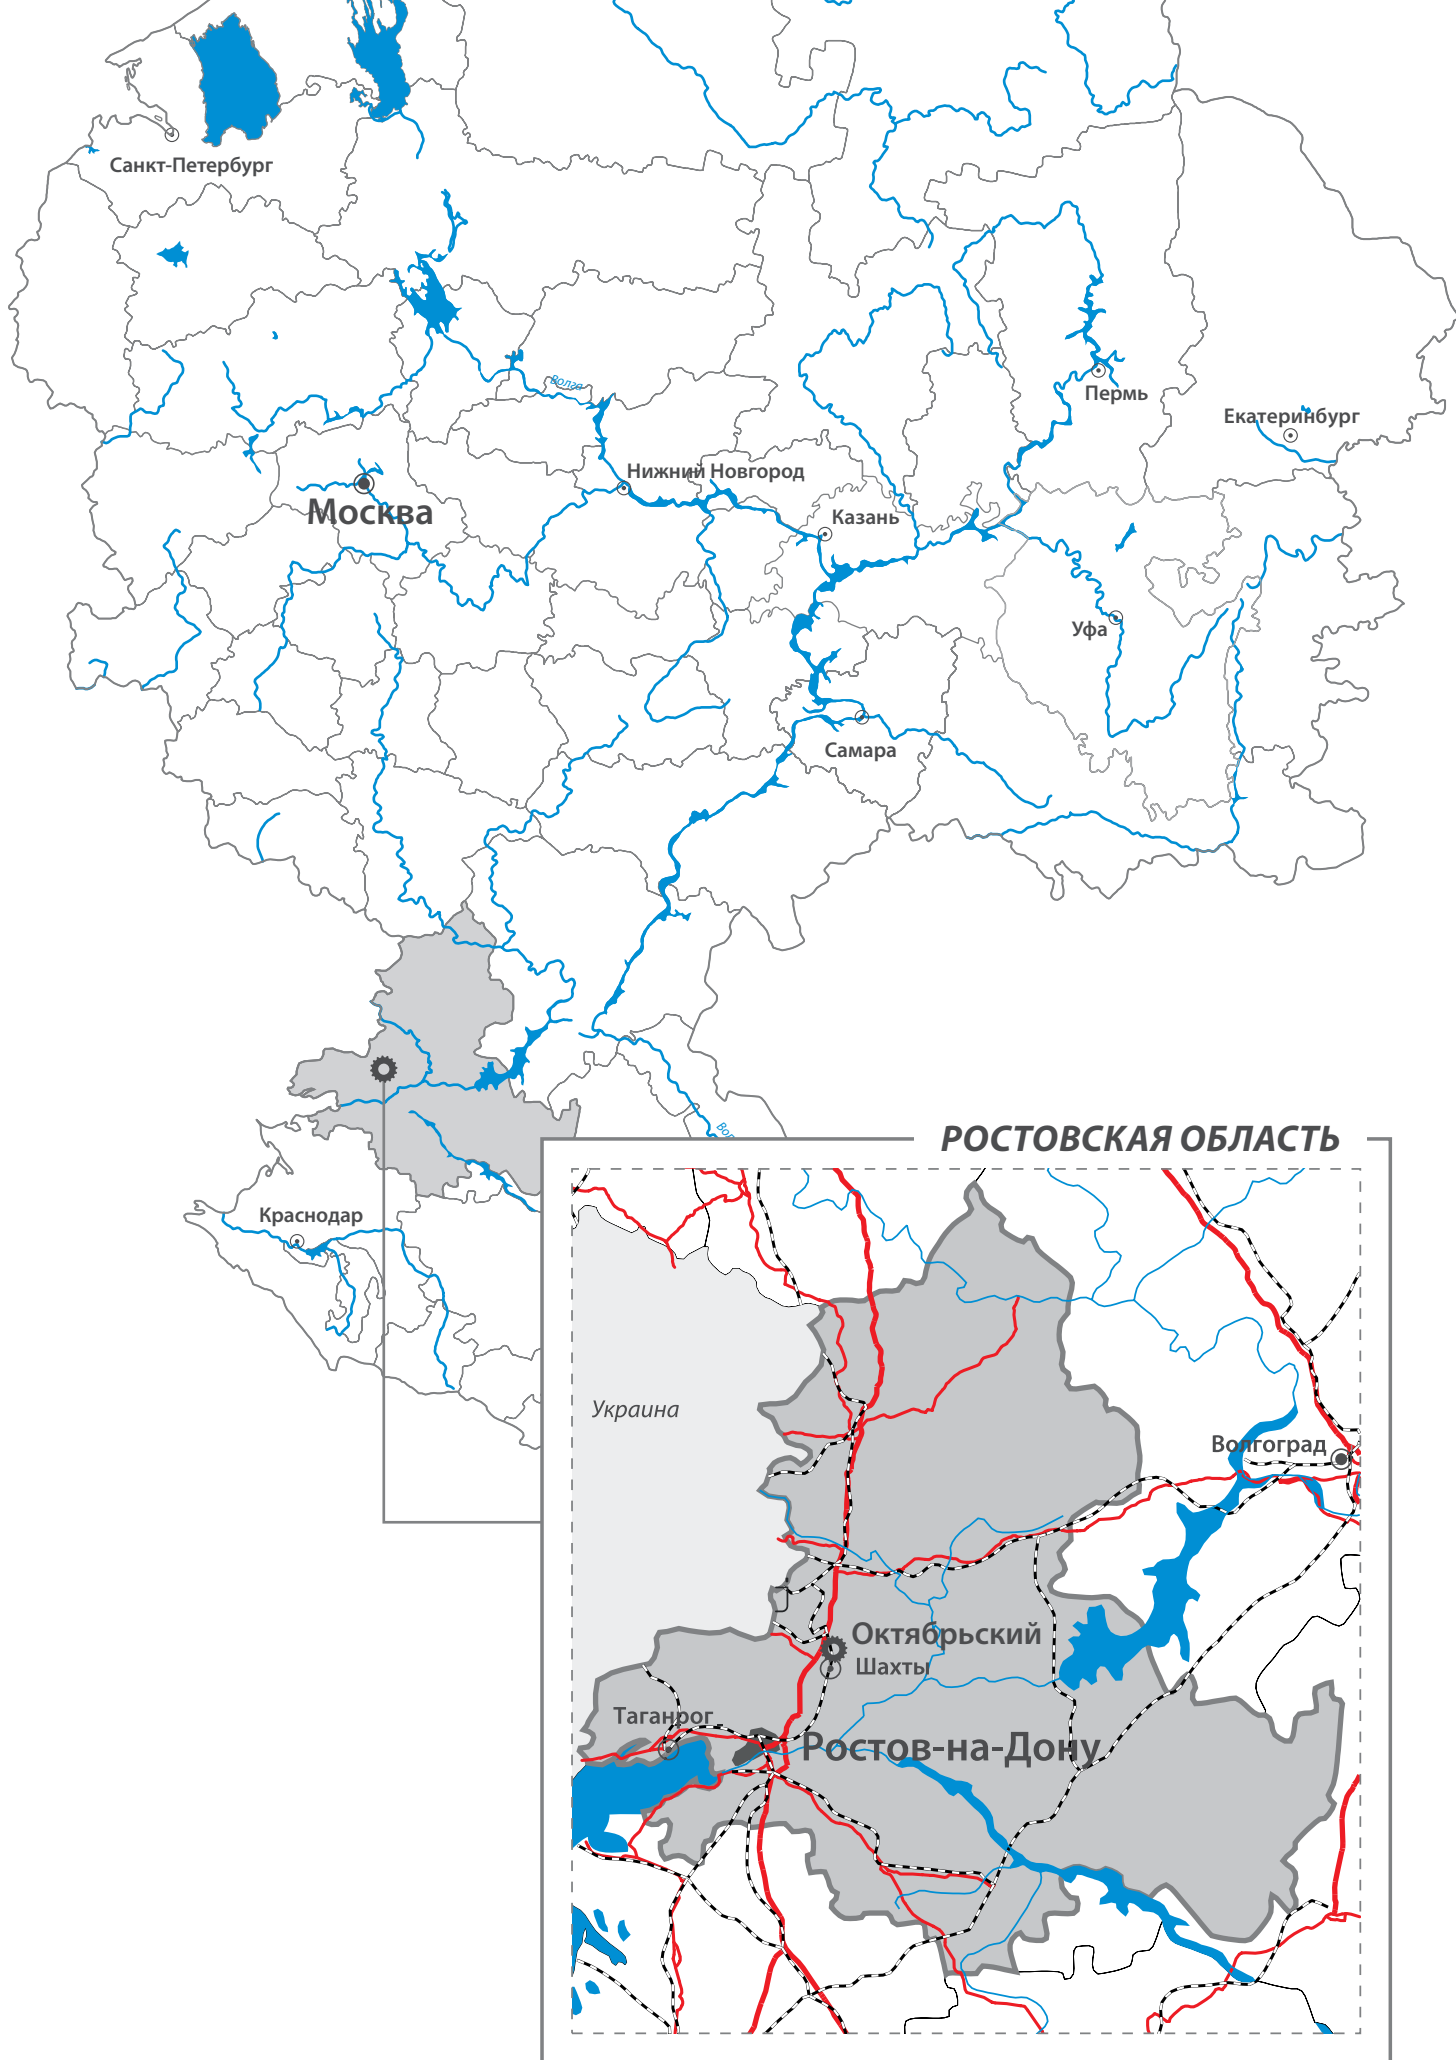 Санкт-Петербург
Волга
Пермь
Екатеринбург
Нижний Новгород
Москва
Казань
Уфа
Самара
РОСТОВСКАЯ ОБЛАСТЬ
Краснодар
Украина
Волгоград
Октябрьский
Шахты
Таганрог
Ростов-на-Дону